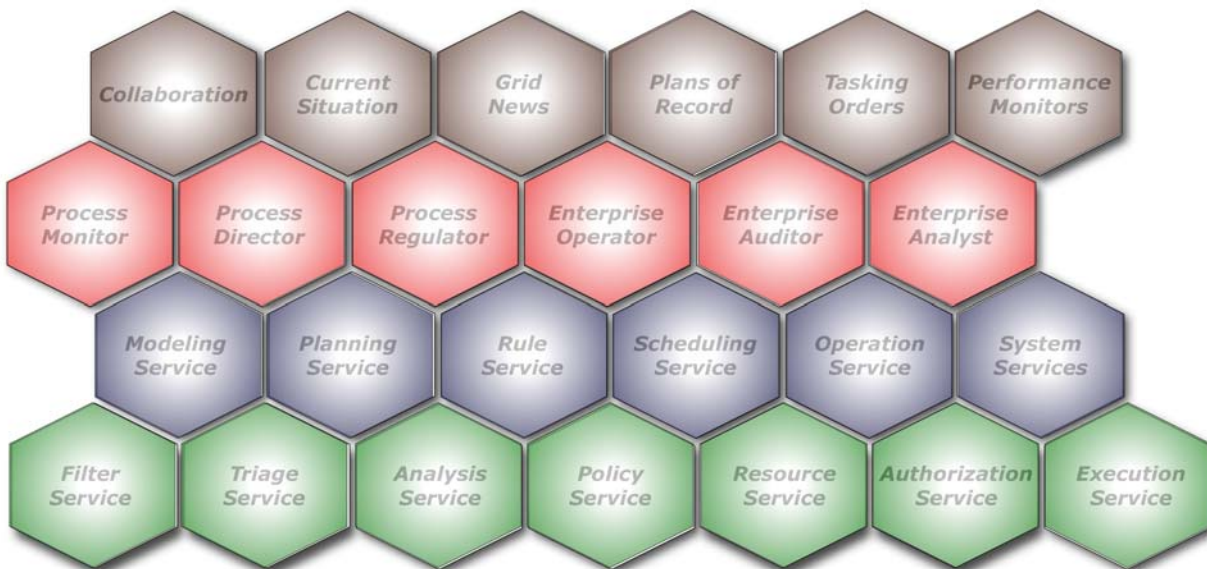 Collaboration
Current
Situation
Grid
News
Plans of
Record
Tasking
Orders
Performance
Monitors
Process
Monitor
Process
Director
Process
Regulator
Enterprise
Operator
Enterprise
Auditor
Enterprise
Analyst
Modeling
Service
Planning
Service
Rule
Service
Scheduling
Service
Operation
Service
System
Services
Filter
Service
Triage
Service
Analysis
Service
Policy
Service
Resource
Service
Authorization
Service
Execution
Service